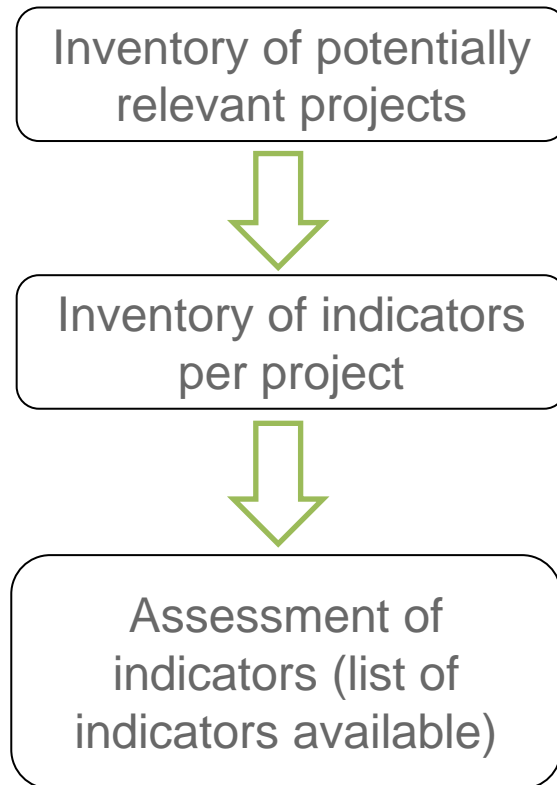 Inventory of potentially
relevant projects
Inventory of indicators
per project
Assessment of
indicators (list of
indicators available)